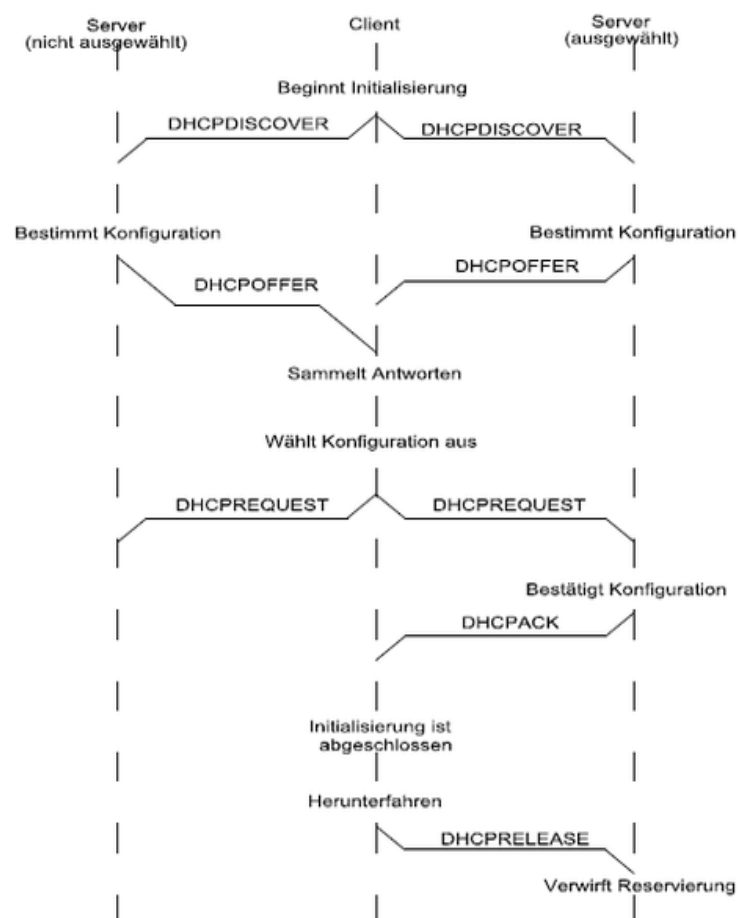 Server
(nicht ausgewählt)
Client
Server
(ausgewählt)
Beginnt Initialisierung
DHCPDISCOVER
DHCPDISCOVER
Bestimmt Konfiguration
Bestimmt Konfiguration
DHCPOFFER
DHCPOFFER
Sammelt Antworten
Wählt Konfiguration aus
DHCPREQUEST
DHCPREQUEST
Bestätigt Konfiguration
DHCPACK
Initialisierung ist
abgeschlossen
Herunterfahren
DHCPRELEASE
Verwirft Reservierung